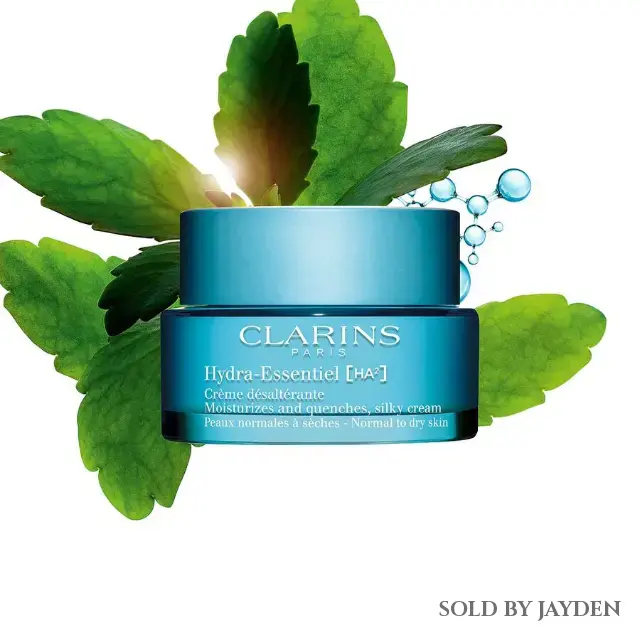 CLARINS
PARIS
Hydra-Essentiel [HA²]
Crème désaltérante
Moisturizes and quenches, silky cream
Peaux normales à sèches - Normal to dry skin
SOLD BY JAYDEN